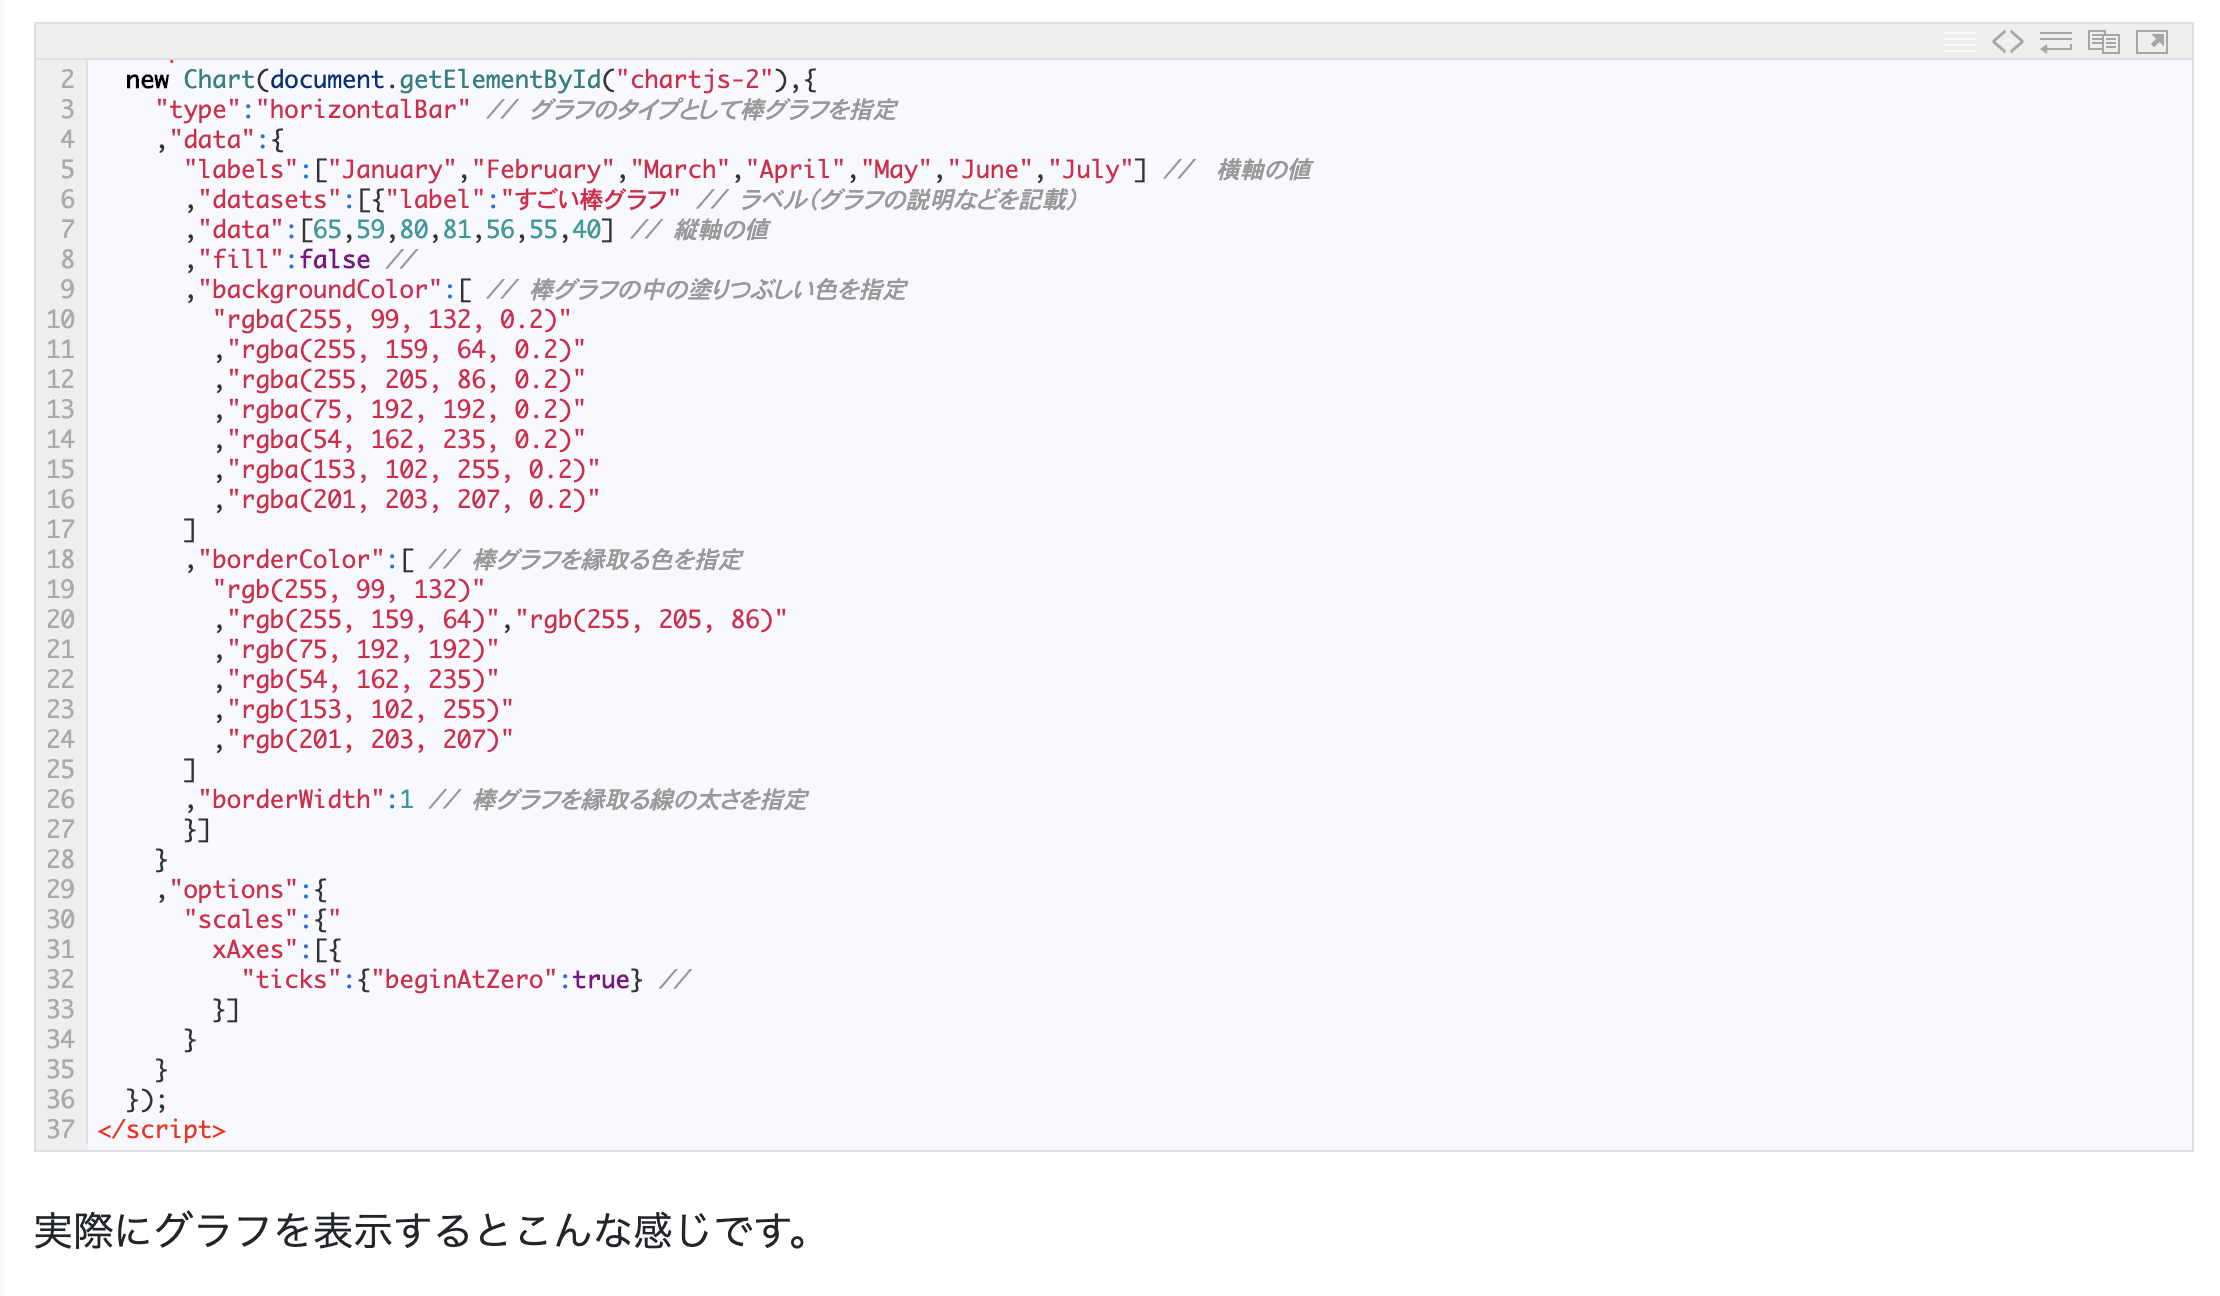 2 new Chart(document.getElementById("chartjs-2"),{
3 "type":"horizontalBar" // グラフのタイプとして棒グラフを指定
4 ,"data":{
5 "labels":["January","February","March","April","May","June","July"] //　横軸の値
6 ,"datasets":[{"label":"すごい棒グラフ" // ラベル（グラフの説明などを記載）
7 ,"data":[65,59,80,81,56,55,40] // 縦軸の値
8 ,"fill":false //
9 ,"backgroundColor":[ // 棒グラフの中の塗りつぶしい色を指定
10 "rgba(255, 99, 132, 0.2)"
11 ,"rgba(255, 159, 64, 0.2)"
12 ,"rgba(255, 205, 86, 0.2)"
13 ,"rgba(75, 192, 192, 0.2)"
14 ,"rgba(54, 162, 235, 0.2)"
15 ,"rgba(153, 102, 255, 0.2)"
16 ,"rgba(201, 203, 207, 0.2)"
17 ]
18 ,"borderColor":[ // 棒グラフを縁取る色を指定
19 "rgb(255, 99, 132)"
20 ,"rgb(255, 159, 64)","rgb(255, 205, 86)"
21 ,"rgb(75, 192, 192)"
22 ,"rgb(54, 162, 235)"
23 ,"rgb(153, 102, 255)"
24 ,"rgb(201, 203, 207)"
25 ]
26 ,"borderWidth":1 // 棒グラフを縁取る線の太さを指定
27 }]
28 }
29 ,"options":{
30 "scales":{"
31 xAxes":[{
32 "ticks":{"beginAtZero":true} //
33 }]
34 }
35 }
36 });
37 </script>
実際にグラフを表示するとこんな感じです。